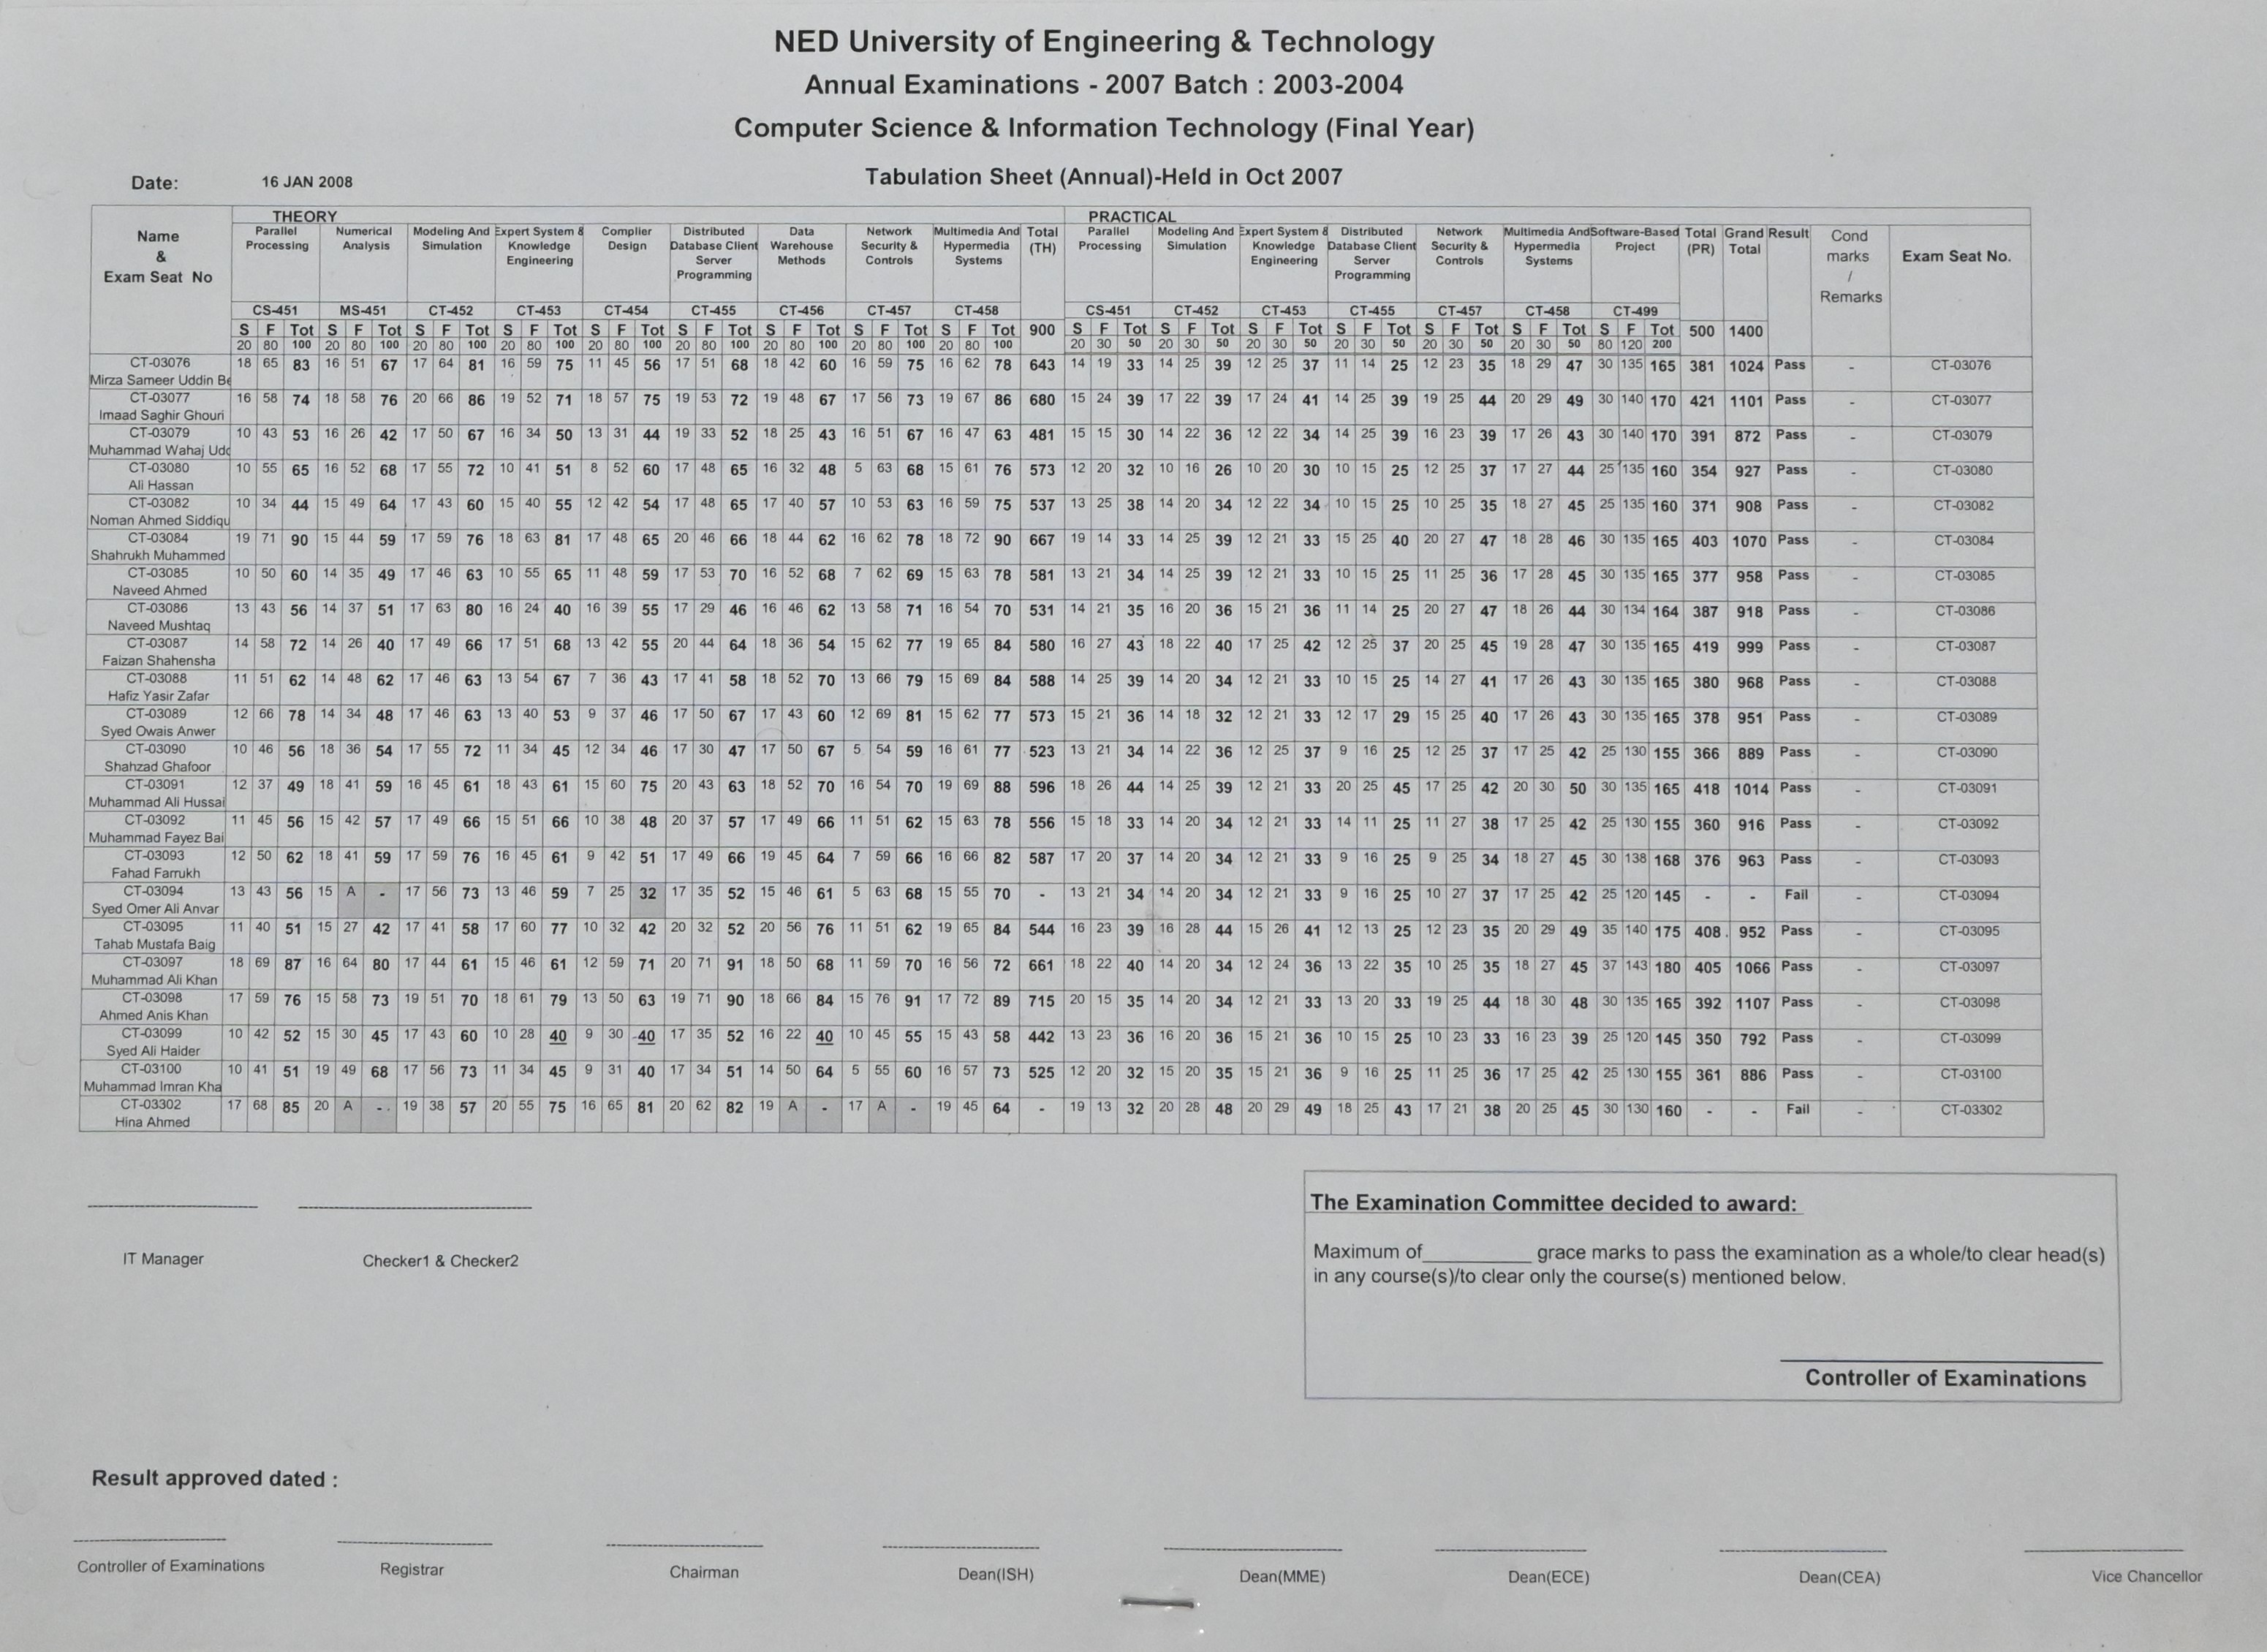 NED University of Engineering & Technology
Annual Examinations - 2007 Batch : 2003-2004
Computer Science & Information Technology (Final Year)
Date: 16 JAN 2008 Tabulation Sheet (Annual)-Held in Oct 2007
THEORY PRACTICAL
Name & Exam Seat No Parallel Processing Numerical Analysis Modeling And Simulation Expert System & Knowledge Engineering Complier Design Distributed Database Client Server Programming Data Warehouse Methods Network Security & Controls Multimedia And Hypermedia Systems Total (TH) Parallel Processing Modeling And Simulation Expert System & Knowledge Engineering Distributed Database Client Server Programming Network Security & Controls Multimedia And Hypermedia Systems Software-Based Project Total (PR) Grand Total Result Cond marks / Remarks Exam Seat No.
CS-451 MS-451 CT-452 CT-453 CT-454 CT-455 CT-456 CT-457 CT-458 CS-451 CT-452 CT-453 CT-455 CT-457 CT-458 CT-499
S F Tot S F Tot S F Tot S F Tot S F Tot S F Tot S F Tot S F Tot S F Tot 900 S F Tot S F Tot S F Tot S F Tot S F Tot S F Tot S F Tot 500 1400
20 80 100 20 80 100 20 80 100 20 80 100 20 80 100 20 80 100 20 80 100 20 80 100 20 80 100 20 30 50 20 30 50 20 30 50 20 30 50 20 30 50 20 30 50 80 120 200
CT-03076 18 65 83 16 51 67 17 64 81 16 59 75 11 45 56 17 51 68 18 42 60 16 59 75 16 62 78 643 14 19 33 14 25 39 12 25 37 11 14 25 12 23 35 18 29 47 30 135 165 381 1024 Pass - CT-03076
Mirza Sameer Uddin Be
CT-03077 16 58 74 18 58 76 20 66 86 19 52 71 18 57 75 19 53 72 19 48 67 17 56 73 19 67 86 680 15 24 39 17 22 39 17 24 41 14 25 39 19 25 44 20 29 49 30 140 170 421 1101 Pass - CT-03077
Imaad Saghir Ghouri
CT-03079 10 43 53 16 26 42 17 50 67 16 34 50 13 31 44 19 33 52 18 25 43 16 51 67 16 47 63 481 15 15 30 14 22 36 12 22 34 14 25 39 16 23 39 17 26 43 30 140 170 391 872 Pass - CT-03079
Muhammad Wahaj Udd
CT-03080 10 55 65 16 52 68 17 55 72 10 41 51 8 52 60 17 48 65 16 32 48 5 63 68 15 61 76 573 12 20 32 10 16 26 10 20 30 10 15 25 12 25 37 17 27 44 25 135 160 354 927 Pass - CT-03080
Ali Hassan
CT-03082 10 34 44 15 49 64 17 43 60 15 40 55 12 42 54 17 48 65 17 40 57 10 53 63 16 59 75 537 13 25 38 14 20 34 12 22 34 10 15 25 10 25 35 18 27 45 25 135 160 371 908 Pass - CT-03082
Noman Ahmed Siddiqu
CT-03084 19 71 90 15 44 59 17 59 76 18 63 81 17 48 65 20 46 66 18 44 62 16 62 78 18 72 90 667 19 14 33 14 25 39 12 21 33 15 25 40 20 27 47 18 28 46 30 135 165 403 1070 Pass - CT-03084
Shahrukh Muhammed
CT-03085 10 50 60 14 35 49 17 46 63 10 55 65 11 48 59 17 53 70 16 52 68 7 62 69 15 63 78 581 13 21 34 14 25 39 12 21 33 10 15 25 11 25 36 17 28 45 30 135 165 377 958 Pass - CT-03085
Naveed Ahmed
CT-03086 13 43 56 14 37 51 17 63 80 16 24 40 16 39 55 17 29 46 16 46 62 13 58 71 16 54 70 531 14 21 35 16 20 36 15 21 36 11 14 25 20 27 47 18 26 44 30 134 164 387 918 Pass - CT-03086
Naveed Mushtaq
CT-03087 14 58 72 14 26 40 17 49 66 17 51 68 13 42 55 20 44 64 18 36 54 15 62 77 19 65 84 580 16 27 43 18 22 40 17 25 42 12 25 37 20 25 45 19 28 47 30 135 165 419 999 Pass - CT-03087
Faizan Shahensha
CT-03088 11 51 62 14 48 62 17 46 63 13 54 67 7 36 43 17 41 58 18 52 70 13 66 79 15 69 84 588 14 25 39 14 20 34 12 21 33 10 15 25 14 27 41 17 26 43 30 135 165 380 968 Pass - CT-03088
Hafiz Yasir Zafar
CT-03089 12 66 78 14 34 48 17 46 63 13 40 53 9 37 46 17 50 67 17 43 60 12 69 81 15 62 77 573 15 21 36 14 18 32 12 21 33 12 17 29 15 25 40 17 26 43 30 135 165 378 951 Pass - CT-03089
Syed Owais Anwer
CT-03090 10 46 56 18 36 54 17 55 72 11 34 45 12 34 46 17 30 47 17 50 67 5 54 59 16 61 77 523 13 21 34 14 22 36 12 25 37 9 16 25 12 25 37 17 25 42 25 130 155 366 889 Pass - CT-03090
Shahzad Ghafoor
CT-03091 12 37 49 18 41 59 16 45 61 18 43 61 15 60 75 20 43 63 18 52 70 16 54 70 19 69 88 596 18 26 44 14 25 39 12 21 33 20 25 45 17 25 42 20 30 50 30 135 165 418 1014 Pass - CT-03091
Muhammad Ali Hussai
CT-03092 11 45 56 15 42 57 17 49 66 15 51 66 10 38 48 20 37 57 17 49 66 11 51 62 15 63 78 556 15 18 33 14 20 34 12 21 33 14 11 25 11 27 38 17 25 42 25 130 155 360 916 Pass - CT-03092
Muhammad Fayez Bai
CT-03093 12 50 62 18 41 59 17 59 76 16 45 61 9 42 51 17 49 66 19 45 64 7 59 66 16 66 82 587 17 20 37 14 20 34 12 21 33 9 16 25 9 25 34 18 27 45 30 138 168 376 963 Pass - CT-03093
Fahad Farrukh
CT-03094 13 43 56 15 A - 17 56 73 13 46 59 7 25 32 17 35 52 15 46 61 5 63 68 15 55 70 - 13 21 34 14 20 34 12 21 33 9 16 25 10 27 37 17 25 42 25 120 145 - - Fail - CT-03094
Syed Omer Ali Anvar
CT-03095 11 40 51 15 27 42 17 41 58 17 60 77 10 32 42 20 32 52 20 56 76 11 51 62 19 65 84 544 16 23 39 16 28 44 15 26 41 12 13 25 12 23 35 20 29 49 35 140 175 408 952 Pass - CT-03095
Tahab Mustafa Baig
CT-03097 18 69 87 16 64 80 17 44 61 15 46 61 12 59 71 20 71 91 18 50 68 11 59 70 16 56 72 661 18 22 40 14 20 34 12 24 36 13 22 35 10 25 35 18 27 45 37 143 180 405 1066 Pass - CT-03097
Muhammad Ali Khan
CT-03098 17 59 76 15 58 73 19 51 70 18 61 79 13 50 63 19 71 90 18 66 84 15 76 91 17 72 89 715 20 15 35 14 20 34 12 21 33 13 20 33 19 25 44 18 30 48 30 135 165 392 1107 Pass - CT-03098
Ahmed Anis Khan
CT-03099 10 42 52 15 30 45 17 43 60 10 28 40 9 30 40 17 35 52 16 22 40 10 45 55 15 43 58 442 13 23 36 16 20 36 15 21 36 10 15 25 10 23 33 16 23 39 25 120 145 350 792 Pass - CT-03099
Syed Ali Haider
CT-03100 10 41 51 19 49 68 17 56 73 11 34 45 9 31 40 17 34 51 14 50 64 5 55 60 16 57 73 525 12 20 32 15 20 35 15 21 36 9 16 25 11 25 36 17 25 42 25 130 155 361 886 Pass - CT-03100
Muhammad Imran Kha
CT-03302 17 68 85 20 A - 19 38 57 20 55 75 16 65 81 20 62 82 19 A - 17 A - 19 45 64 - 19 13 32 20 28 48 20 29 49 18 25 43 17 21 38 20 25 45 30 130 160 - - Fail - CT-03302
Hina Ahmed
The Examination Committee decided to award:
Maximum of__________ grace marks to pass the examination as a whole/to clear head(s)
in any course(s)/to clear only the course(s) mentioned below.
IT Manager Checker1 & Checker2
Controller of Examinations
Result approved dated :
Controller of Examinations Registrar Chairman Dean(ISH) Dean(MME) Dean(ECE) Dean(CEA) Vice Chancellor